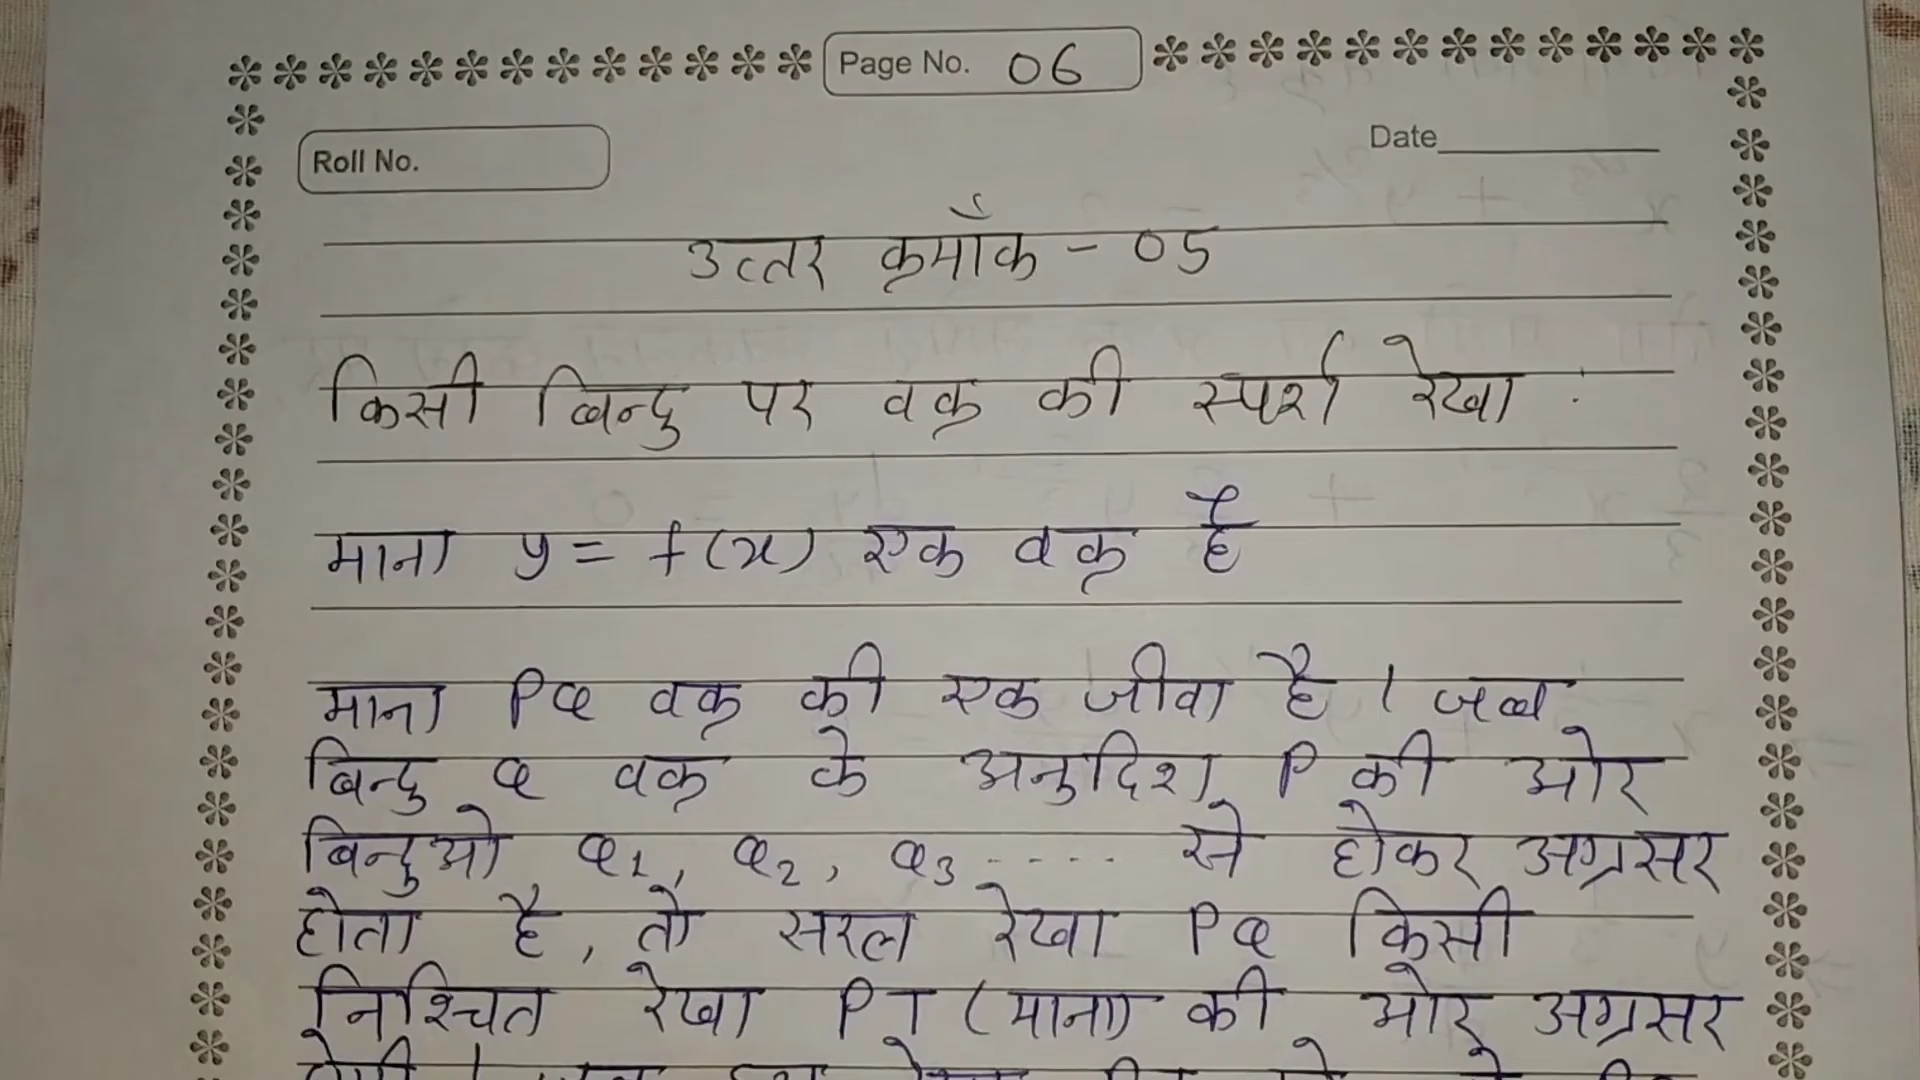 Page No. 06
Roll No.
Date
उत्तर क्रमाँक - 05
किसी बिन्दु पर वक्र की स्पर्श रेखा :
माना y = f(x) एक वक्र है
माना PQ वक्र की एक जीवा है । जब
बिन्दु Q वक्र के अनुदिश P की ओर
बिन्दुओ Q1, Q2, Q3 ..... से होकर अग्रसर
होता है, तो सरल रेखा PQ किसी
निश्चित रेखा PT (माना) की ओर अग्रसर